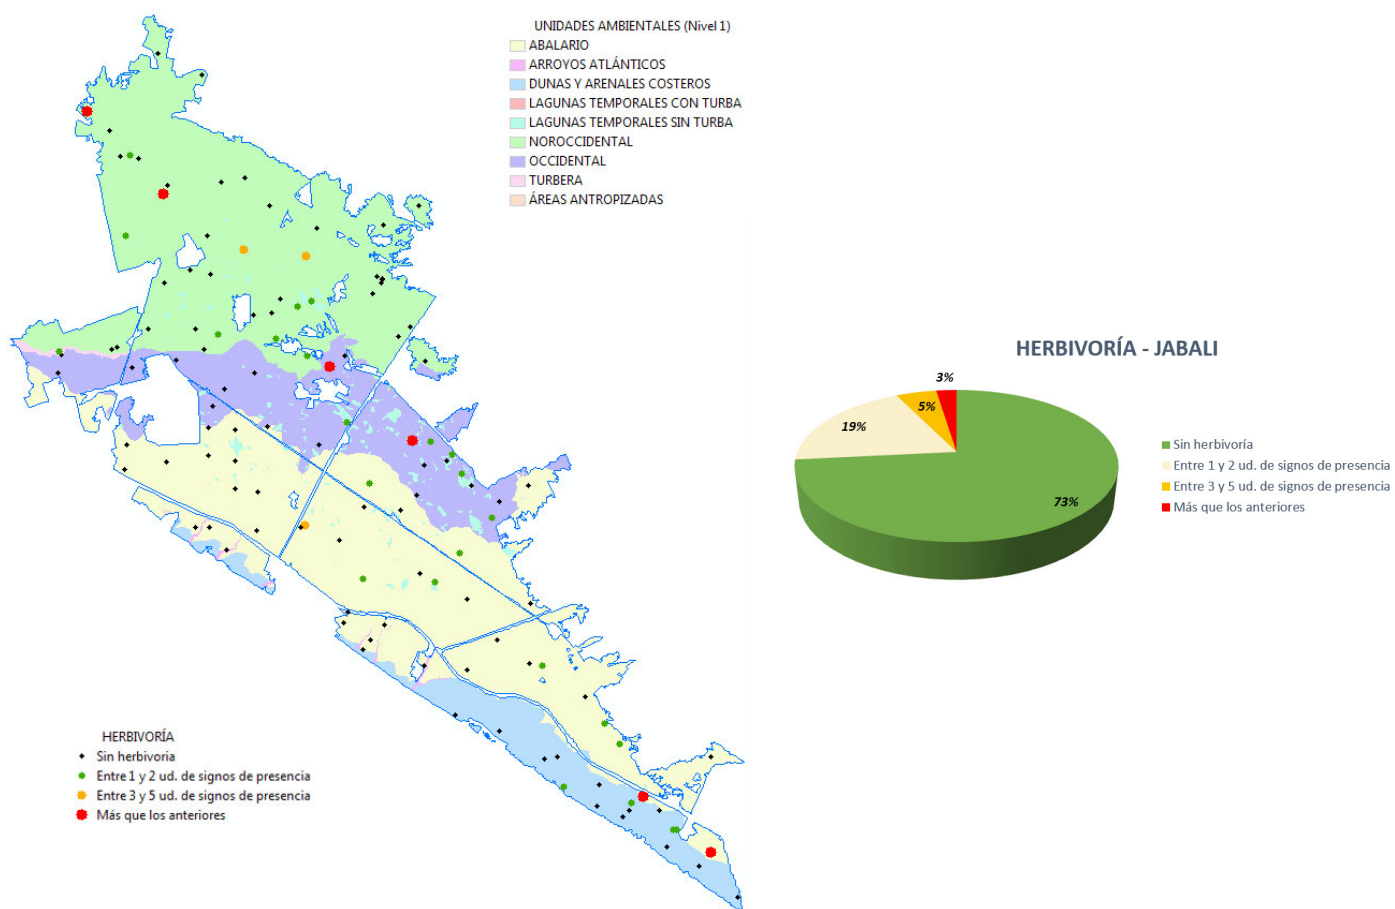 UNIDADES AMBIENTALES (Nivel 1)
ABALARIO
ARROYOS ATLÁNTICOS
DUNAS Y ARENALES COSTEROS
LAGUNAS TEMPORALES CON TURBA
LAGUNAS TEMPORALES SIN TURBA
NOROCCIDENTAL
OCCIDENTAL
TURBERA
ÁREAS ANTROPIZADAS
HERBIVORÍA
Sin herbivoria
Entre 1 y 2 ud. de signos de presencia
Entre 3 y 5 ud. de signos de presencia
Más que los anteriores
HERBIVORÍA - JABALI
3%
5%
19%
73%
Sin herbivoría
Entre 1 y 2 ud. de signos de presencia
Entre 3 y 5 ud. de signos de presencia
Más que los anteriores